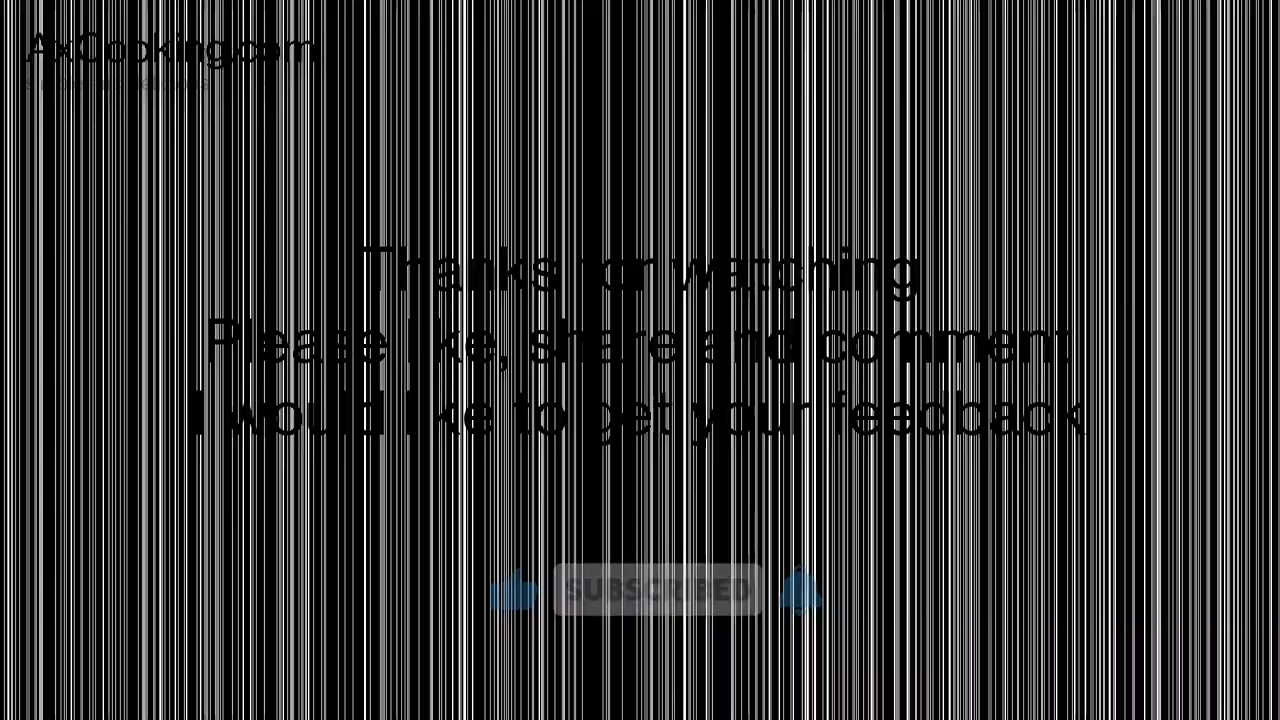 AxCooking.com
Thanks for watching
Please like, share and comment
I would like to get your feedback
SUBSCRIBED